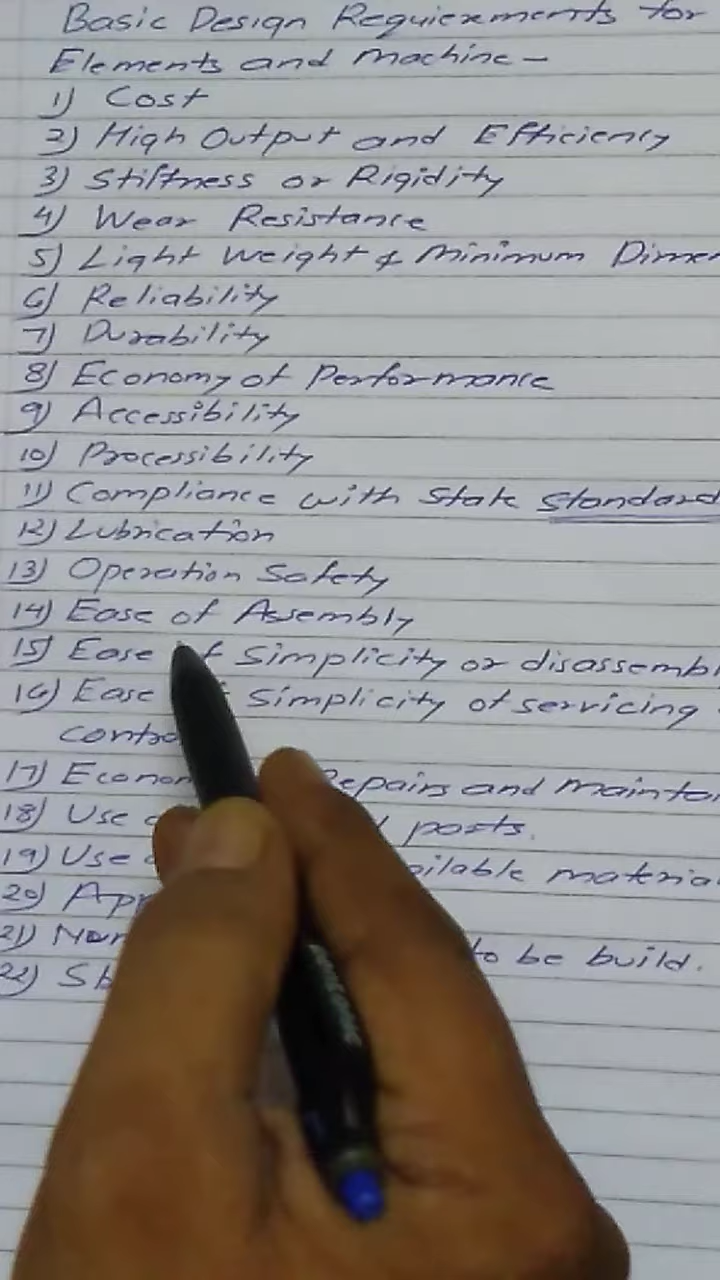 Basic Design Requirements for
Elements and Machine -
1) Cost
2) High Output and Efficiency
3) Stiffness or Rigidity
4) Wear Resistance
5) Light Weight & Minimum
6) Reliability
7) Durability
8) Economy of Performance
9) Accessibility
10) Processibility
11) Compliance with State Standard
12) Lubrication
13) Operation Safety
14) Ease of Assembly
15) Ease of Simplicity or
16) Ease Simplicity of servicing
17) Repairs and
18) Use parts.
19) Use
20)
21) to be build.
22)